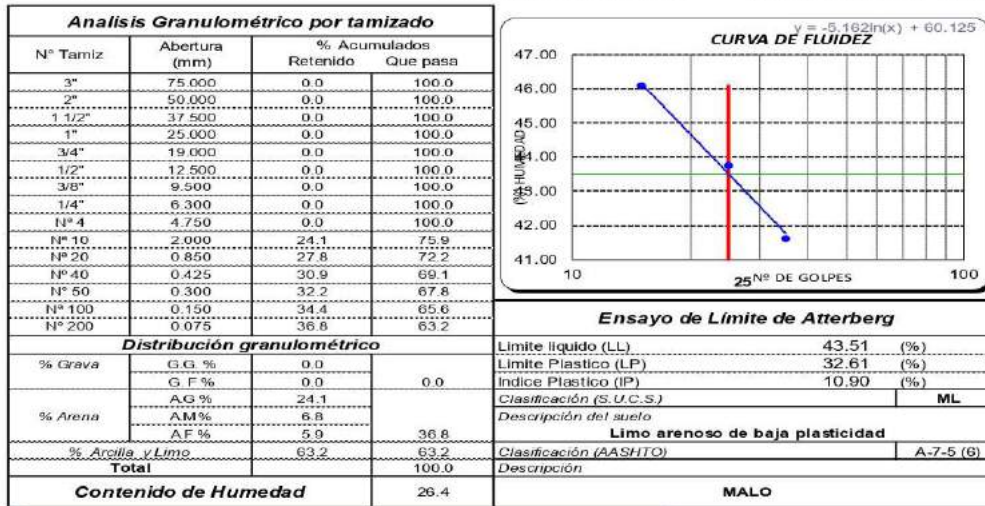 Analisis Granulométrico por tamizado
N° Tamiz Abertura (mm) % Acumulados Retenido Que pasa
3" 75.000 0.0 100.0
2" 50.000 0.0 100.0
1 1/2" 37.500 0.0 100.0
1" 25.000 0.0 100.0
3/4" 19.000 0.0 100.0
1/2" 12.500 0.0 100.0
3/8" 9.500 0.0 100.0
1/4" 6.300 0.0 100.0
Nª 4 4.750 0.0 100.0
Nª 10 2.000 24.1 75.9
Nª 20 0.850 27.8 72.2
Nª 40 0.425 30.9 69.1
N° 50 0.300 32.2 67.8
Nª 100 0.150 34.4 65.6
N° 200 0.075 36.8 63.2
Distribución granulométrico
% Grava G.G. % 0.0
G. F % 0.0 0.0
% Arena A.G % 24.1
A.M% 6.8
A.F % 5.9 36.8
% Arcilla y Limo 63.2 63.2
Total 100.0
Contenido de Humedad 26.4
y = -5.162ln(x) + 60.125
CURVA DE FLUIDEZ
47.00
46.00
45.00
44.00
43.00
42.00
41.00
(%) HUMEDAD
10 25 Nº DE GOLPES 100
Ensayo de Límite de Atterberg
Limite liquido (LL) 43.51 (%)
Limite Plastico (LP) 32.61 (%)
Indice Plastico (IP) 10.90 (%)
Clasificación (S.U.C.S.) ML
Descripción del suelo
Limo arenoso de baja plasticidad
Clasificación (AASHTO) A-7-5 (6)
Descripción
MALO